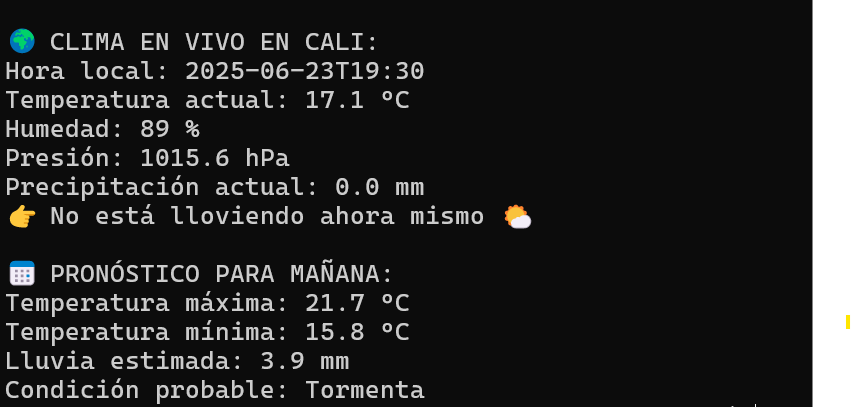 🌍 CLIMA EN VIVO EN CALI:
Hora local: 2025-06-23T19:30
Temperatura actual: 17.1 °C
Humedad: 89 %
Presión: 1015.6 hPa
Precipitación actual: 0.0 mm
👉 No está lloviendo ahora mismo 🌤️
📅 PRONÓSTICO PARA MAÑANA:
Temperatura máxima: 21.7 °C
Temperatura mínima: 15.8 °C
Lluvia estimada: 3.9 mm
Condición probable: Tormenta